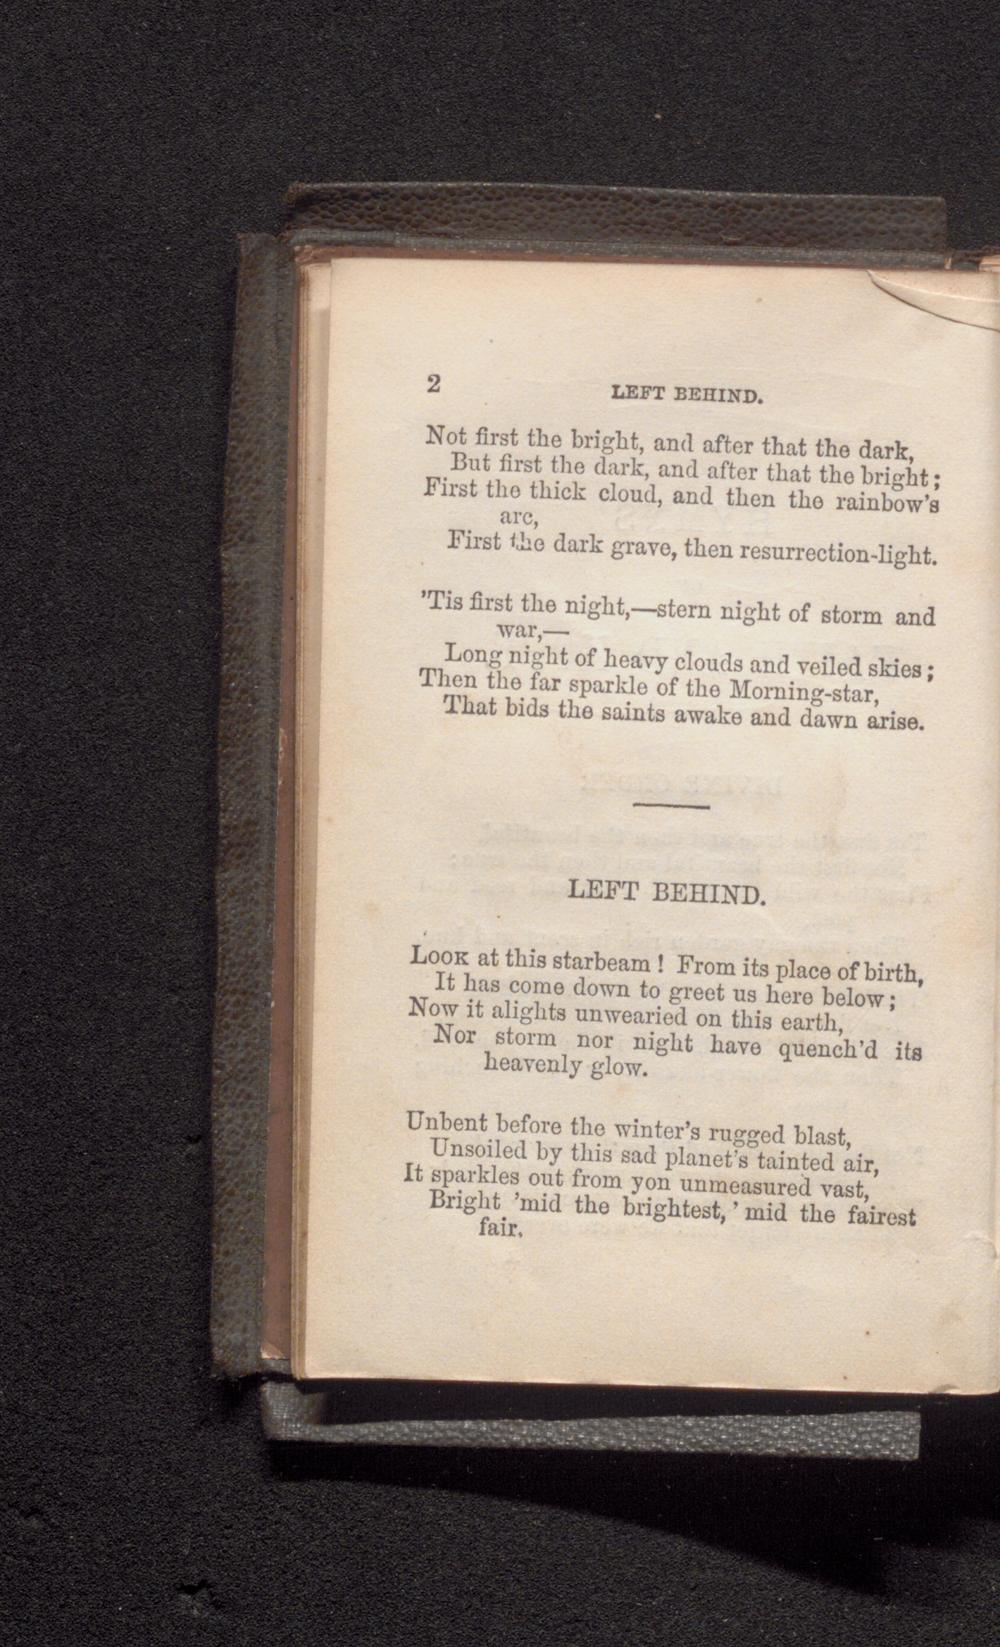 2
LEFT BEHIND.
Not first the bright, and after that the dark,
But first the dark, and after that the bright;
First the thick cloud, and then the rainbow's
arc,
First the dark grave, then resurrection-light.
'Tis first the night,—stern night of storm and
war,—
Long night of heavy clouds and veiled skies;
Then the far sparkle of the Morning-star,
That bids the saints awake and dawn arise.
LEFT BEHIND.
LOOK at this starbeam! From its place of birth,
It has come down to greet us here below;
Now it alights unwearied on this earth,
Nor storm nor night have quench'd its
heavenly glow.
Unbent before the winter's rugged blast,
Unsoiled by this sad planet's tainted air,
It sparkles out from yon unmeasured vast,
Bright 'mid the brightest, 'mid the fairest
fair.